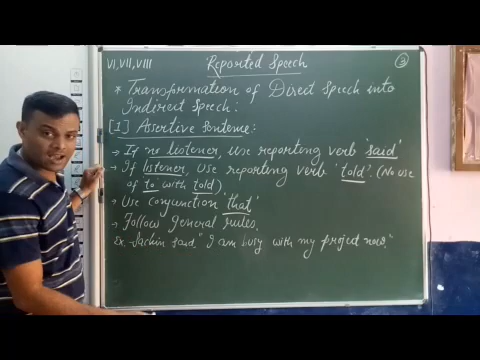 VI, VII, VIII
Reported Speech
3
* Transformation of Direct Speech into
Indirect Speech:
[I] Assertive Sentence:
→ If no listener, use reporting verb 'said'
→ If listener, use reporting verb 'told'. (No use
of to with told)
→ Use conjunction 'that'
→ Follow general rules.
Ex. Sachin said, "I am busy with my project now."